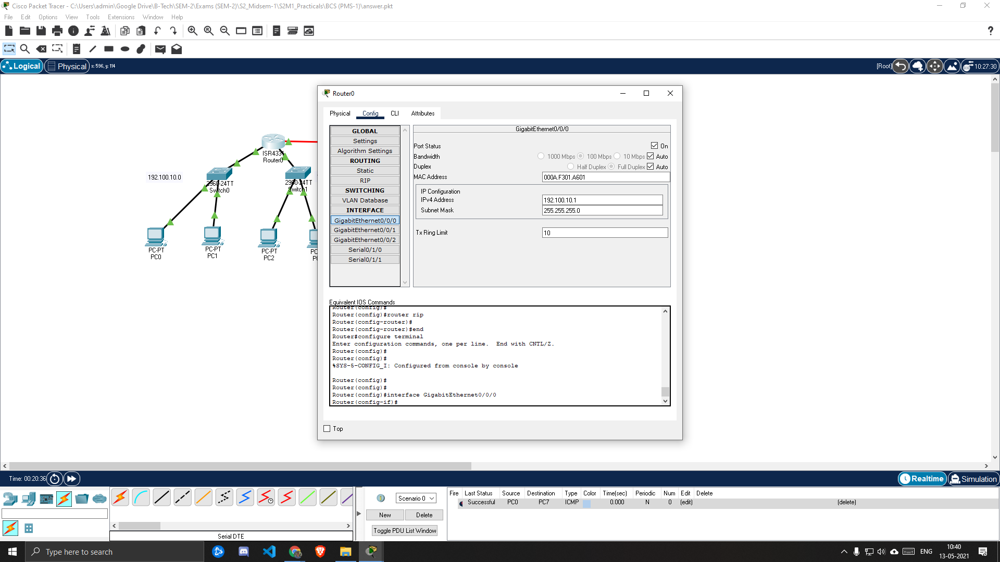 Cisco Packet Tracer - C:\Users\admin\Google Drive\B-Tech\SEM-2\Exams (SEM-2)\S2_Midsem-1\S2M1_Practicals\BCS (PMS-1)\answer.pkt
File Edit Options View Tools Extensions Window Help
Logical Physical x: 596, y: 114 [Root] 10:27:30
Router0
Physical Config CLI Attributes
GLOBAL
Settings
Algorithm Settings
ROUTING
Static
RIP
SWITCHING
VLAN Database
INTERFACE
GigabitEthernet0/0/0
GigabitEthernet0/0/1
GigabitEthernet0/0/2
Serial0/1/0
Serial0/1/1
GigabitEthernet0/0/0
Port Status On
Bandwidth 1000 Mbps 100 Mbps 10 Mbps Auto
Duplex Half Duplex Full Duplex Auto
MAC Address 000A.F301.A601
IP Configuration
IPv4 Address 192.100.10.1
Subnet Mask 255.255.255.0
Tx Ring Limit 10
Equivalent IOS Commands
Router(config)#
Router(config)#router rip
Router(config-router)#
Router(config-router)#end
Router#configure terminal
Enter configuration commands, one per line. End with CNTL/Z.
Router(config)#
Router(config)#
%SYS-5-CONFIG_I: Configured from console by console
Router(config)#
Router(config)#
Router(config)#interface GigabitEthernet0/0/0
Router(config-if)#
Top
ISR4331
Router0
192.100.10.0
2960-24TT
Switch0
2960-24TT
Switch1
PC-PT
PC0
PC-PT
PC1
PC-PT
PC2
PC
Time: 00:20:36 Realtime Simulation
Serial DTE
Scenario 0
New Delete
Toggle PDU List Window
Fire Last Status Source Destination Type Color Time(sec) Periodic Num Edit Delete
Successful PC0 PC7 ICMP 0.000 N 0 (edit) (delete)
Type here to search
ENG
10:40
13-05-2021